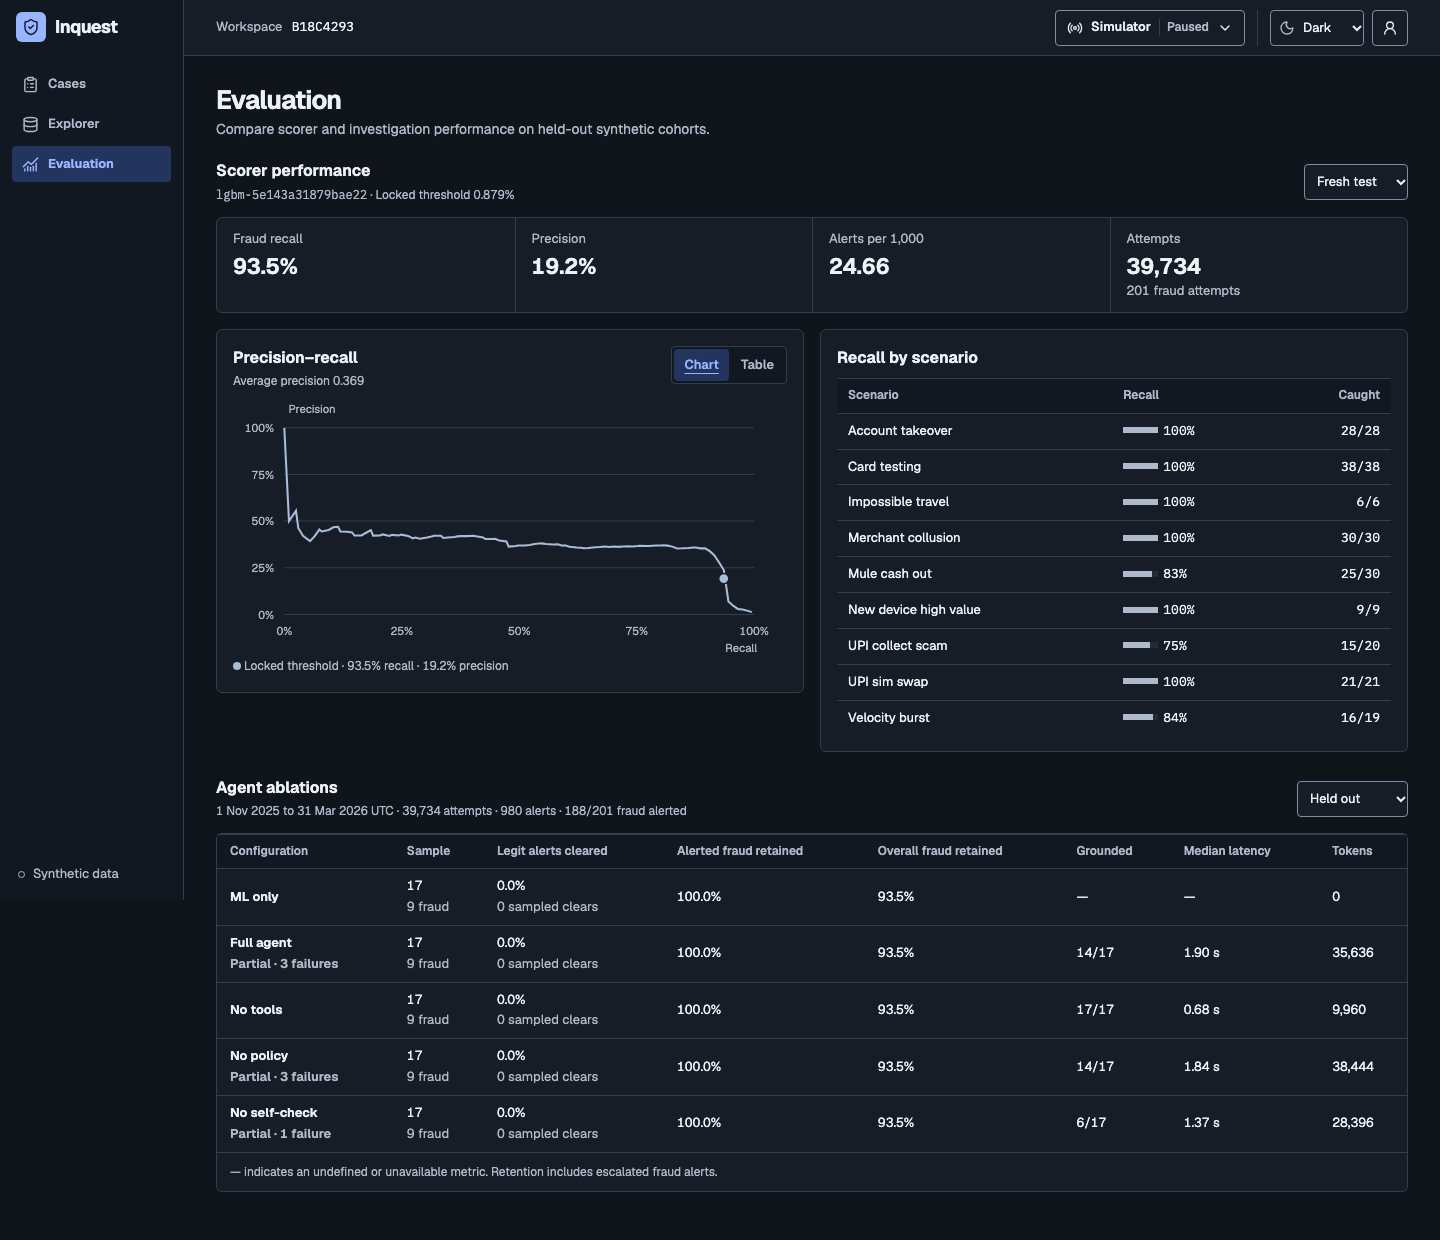 Inquest
Workspace B18C4293
Simulator Paused
Dark
Cases
Explorer
Evaluation
Synthetic data
Evaluation
Compare scorer and investigation performance on held-out synthetic cohorts.
Scorer performance
lgbm-5e143a31879bae22 · Locked threshold 0.879%
Fresh test
Fraud recall
93.5%
Precision
19.2%
Alerts per 1,000
24.66
Attempts
39,734
201 fraud attempts
Precision–recall
Average precision 0.369
Chart Table
Precision
100%
75%
50%
25%
0%
0% 25% 50% 75% 100%
Recall
Locked threshold · 93.5% recall · 19.2% precision
Recall by scenario
Scenario Recall Caught
Account takeover 100% 28/28
Card testing 100% 38/38
Impossible travel 100% 6/6
Merchant collusion 100% 30/30
Mule cash out 83% 25/30
New device high value 100% 9/9
UPI collect scam 75% 15/20
UPI sim swap 100% 21/21
Velocity burst 84% 16/19
Agent ablations
1 Nov 2025 to 31 Mar 2026 UTC · 39,734 attempts · 980 alerts · 188/201 fraud alerted
Held out
Configuration Sample Legit alerts cleared Alerted fraud retained Overall fraud retained Grounded Median latency Tokens
ML only 17 0.0% 100.0% 93.5% — — 0
9 fraud 0 sampled clears
Full agent 17 0.0% 100.0% 93.5% 14/17 1.90 s 35,636
Partial · 3 failures 9 fraud 0 sampled clears
No tools 17 0.0% 100.0% 93.5% 17/17 0.68 s 9,960
9 fraud 0 sampled clears
No policy 17 0.0% 100.0% 93.5% 14/17 1.84 s 38,444
Partial · 3 failures 9 fraud 0 sampled clears
No self-check 17 0.0% 100.0% 93.5% 6/17 1.37 s 28,396
Partial · 1 failure 9 fraud 0 sampled clears
— indicates an undefined or unavailable metric. Retention includes escalated fraud alerts.